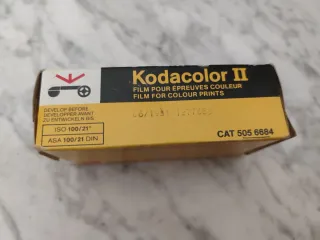 Kodacolor II
FILM POUR ÉPREUVES COULEUR
FILM FOR COLOUR PRINTS
DEVELOP BEFORE
DÉVELOPPER AVANT
ZU ENTWICKELN BIS
ISO 100/21°
ASA 100/21 DIN
CAT 505 6684